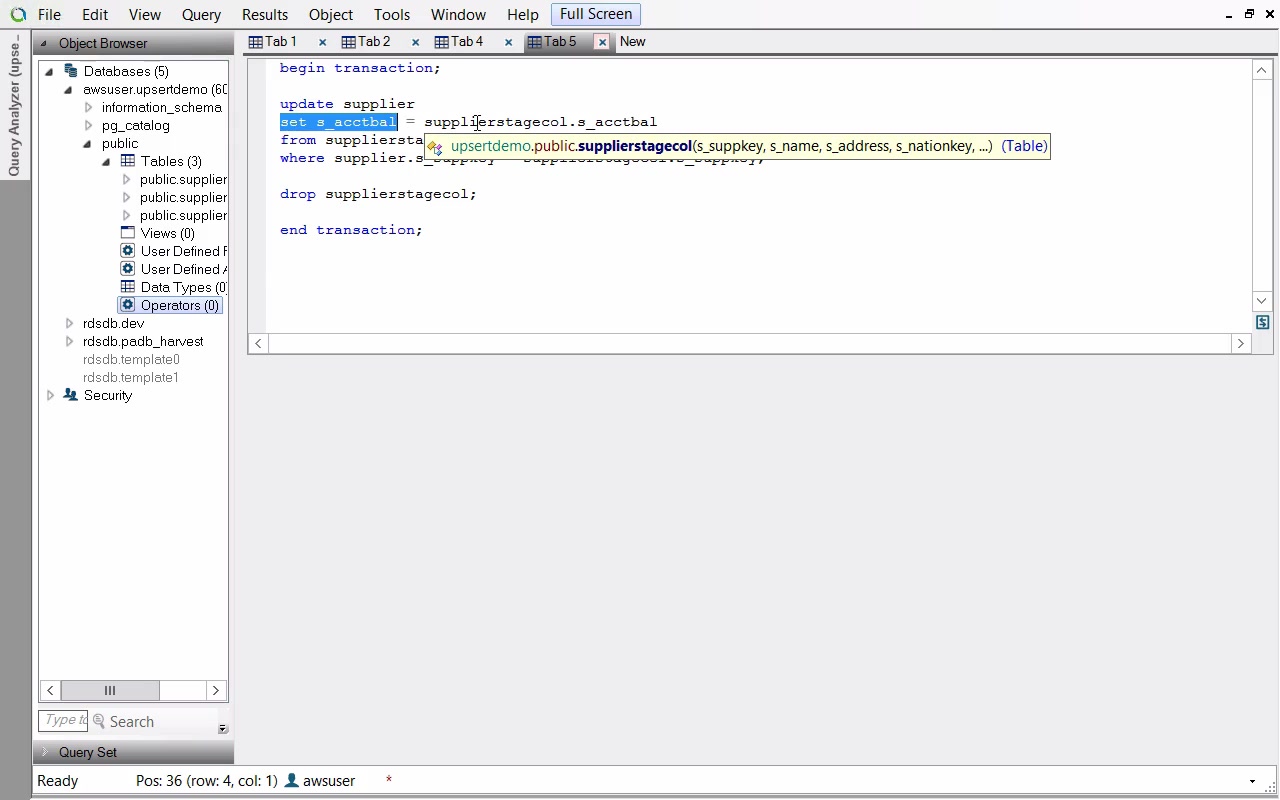 File Edit View Query Results Object Tools Window Help Full Screen
Query Analyzer (upse...
Object Browser
Tab 1 Tab 2 Tab 4 Tab 5 New
Databases (5)
awsuser.upsertdemo (60
information_schema
pg_catalog
public
Tables (3)
public.supplier
public.supplier
public.supplier
Views (0)
User Defined F
User Defined A
Data Types (0)
Operators (0)
rdsdb.dev
rdsdb.padb_harvest
rdsdb.template0
rdsdb.template1
Security
begin transaction;
update supplier
set s_acctbal = supplierstagecol.s_acctbal
from suppliersta
upsertdemo.public.supplierstagecol(s_suppkey, s_name, s_address, s_nationkey, ...) (Table)
where supplier.s_suppkey = supplierstagecol.s_suppkey;
drop supplierstagecol;
end transaction;
Type to Search
Query Set
Ready Pos: 36 (row: 4, col: 1) awsuser *